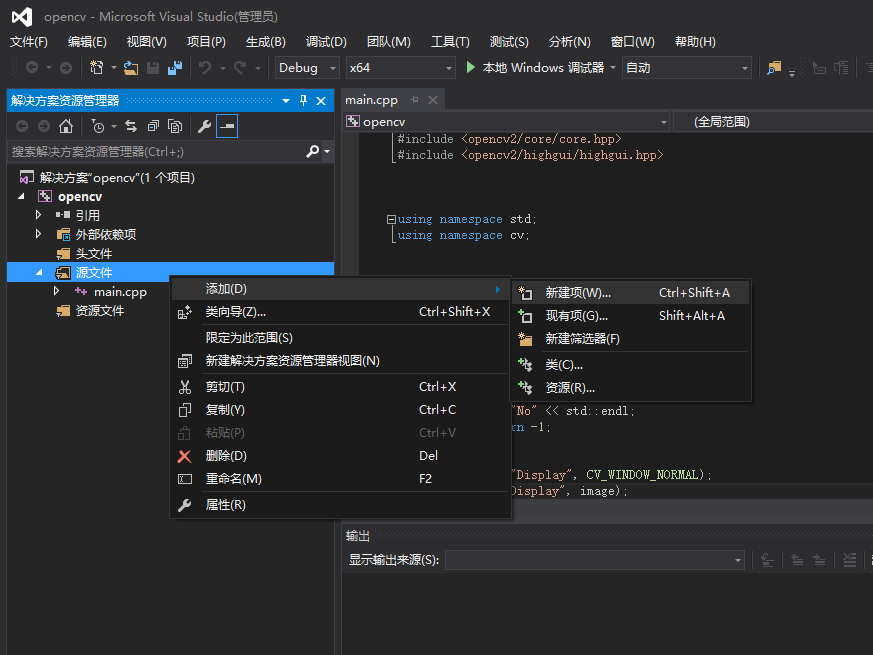 opencv - Microsoft Visual Studio(管理员)
文件(F) 编辑(E) 视图(V) 项目(P) 生成(B) 调试(D) 团队(M) 工具(T) 测试(S) 分析(N) 窗口(W) 帮助(H)
Debug x64 本地 Windows 调试器 自动
解决方案资源管理器
搜索解决方案资源管理器(Ctrl+;)
解决方案"opencv"(1 个项目)
opencv
引用
外部依赖项
头文件
源文件
main.cpp
资源文件
main.cpp
opencv (全局范围)
#include <opencv2/core/core.hpp>
#include <opencv2/highgui/highgui.hpp>
using namespace std;
using namespace cv;
添加(D)
类向导(Z)... Ctrl+Shift+X
限定为此范围(S)
新建解决方案资源管理器视图(N)
剪切(T) Ctrl+X
复制(Y) Ctrl+C
粘贴(P) Ctrl+V
删除(D) Del
重命名(M) F2
属性(R)
新建项(W)... Ctrl+Shift+A
现有项(G)... Shift+Alt+A
新建筛选器(F)
类(C)...
资源(R)...
"No" << std::endl;
rn -1;
"Display", CV_WINDOW_NORMAL);
Display", image);
输出
显示输出来源(S):